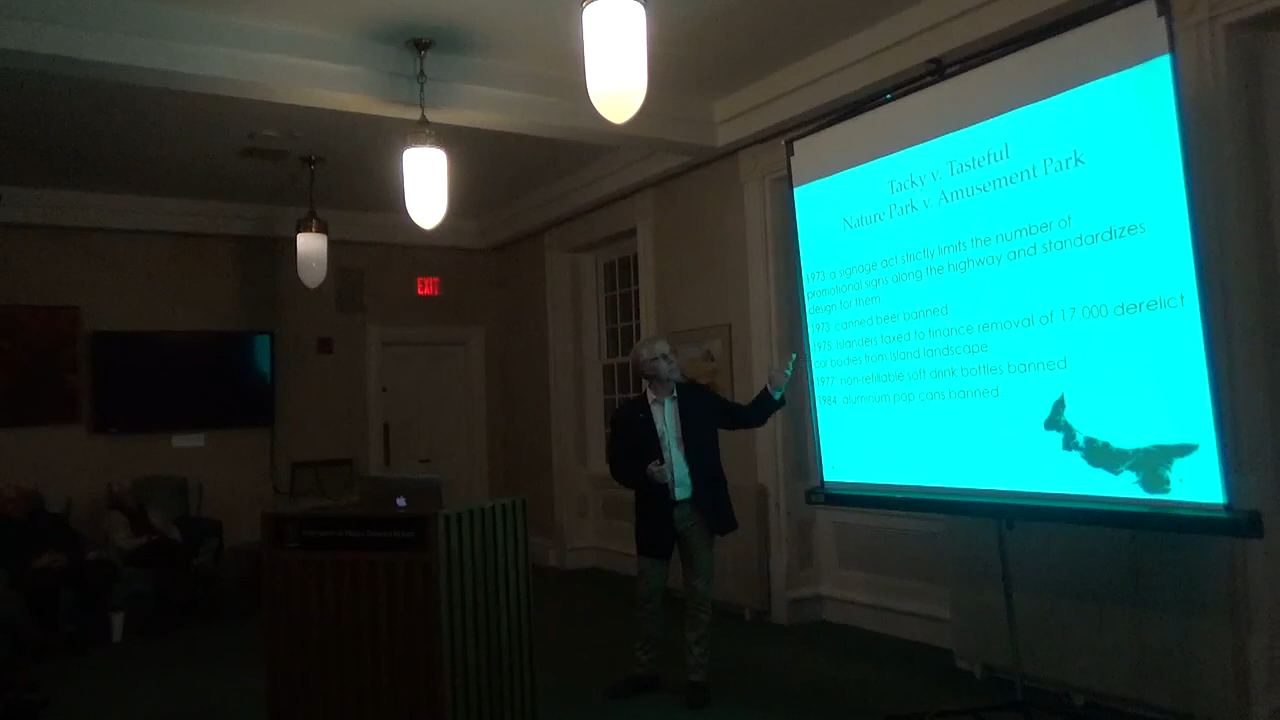 Tacky v. Tasteful
Nature Park v. Amusement Park
1973 a signage act strictly limits the number of
promotional signs along the highway and standardizes
design for them
1973: canned beer banned
1975: islanders taxed to finance removal of 17 000 derelict
car bodies from Island landscape
1977: non-refillable soft drink bottles banned
1984: aluminum pop cans banned
EXIT